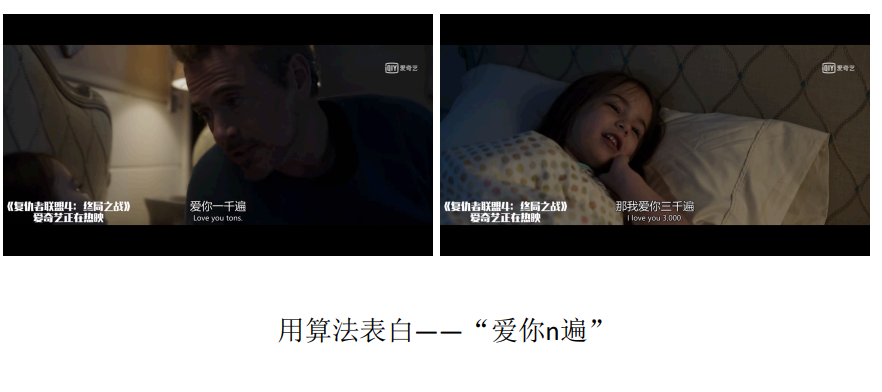 QIY 爱奇艺
《复仇者联盟4：终局之战》
爱奇艺正在热映
爱你一千遍
Love you tons.
QIY 爱奇艺
《复仇者联盟4：终局之战》
爱奇艺正在热映
那我爱你三千遍
I love you 3,000
用算法表白——“爱你n遍”